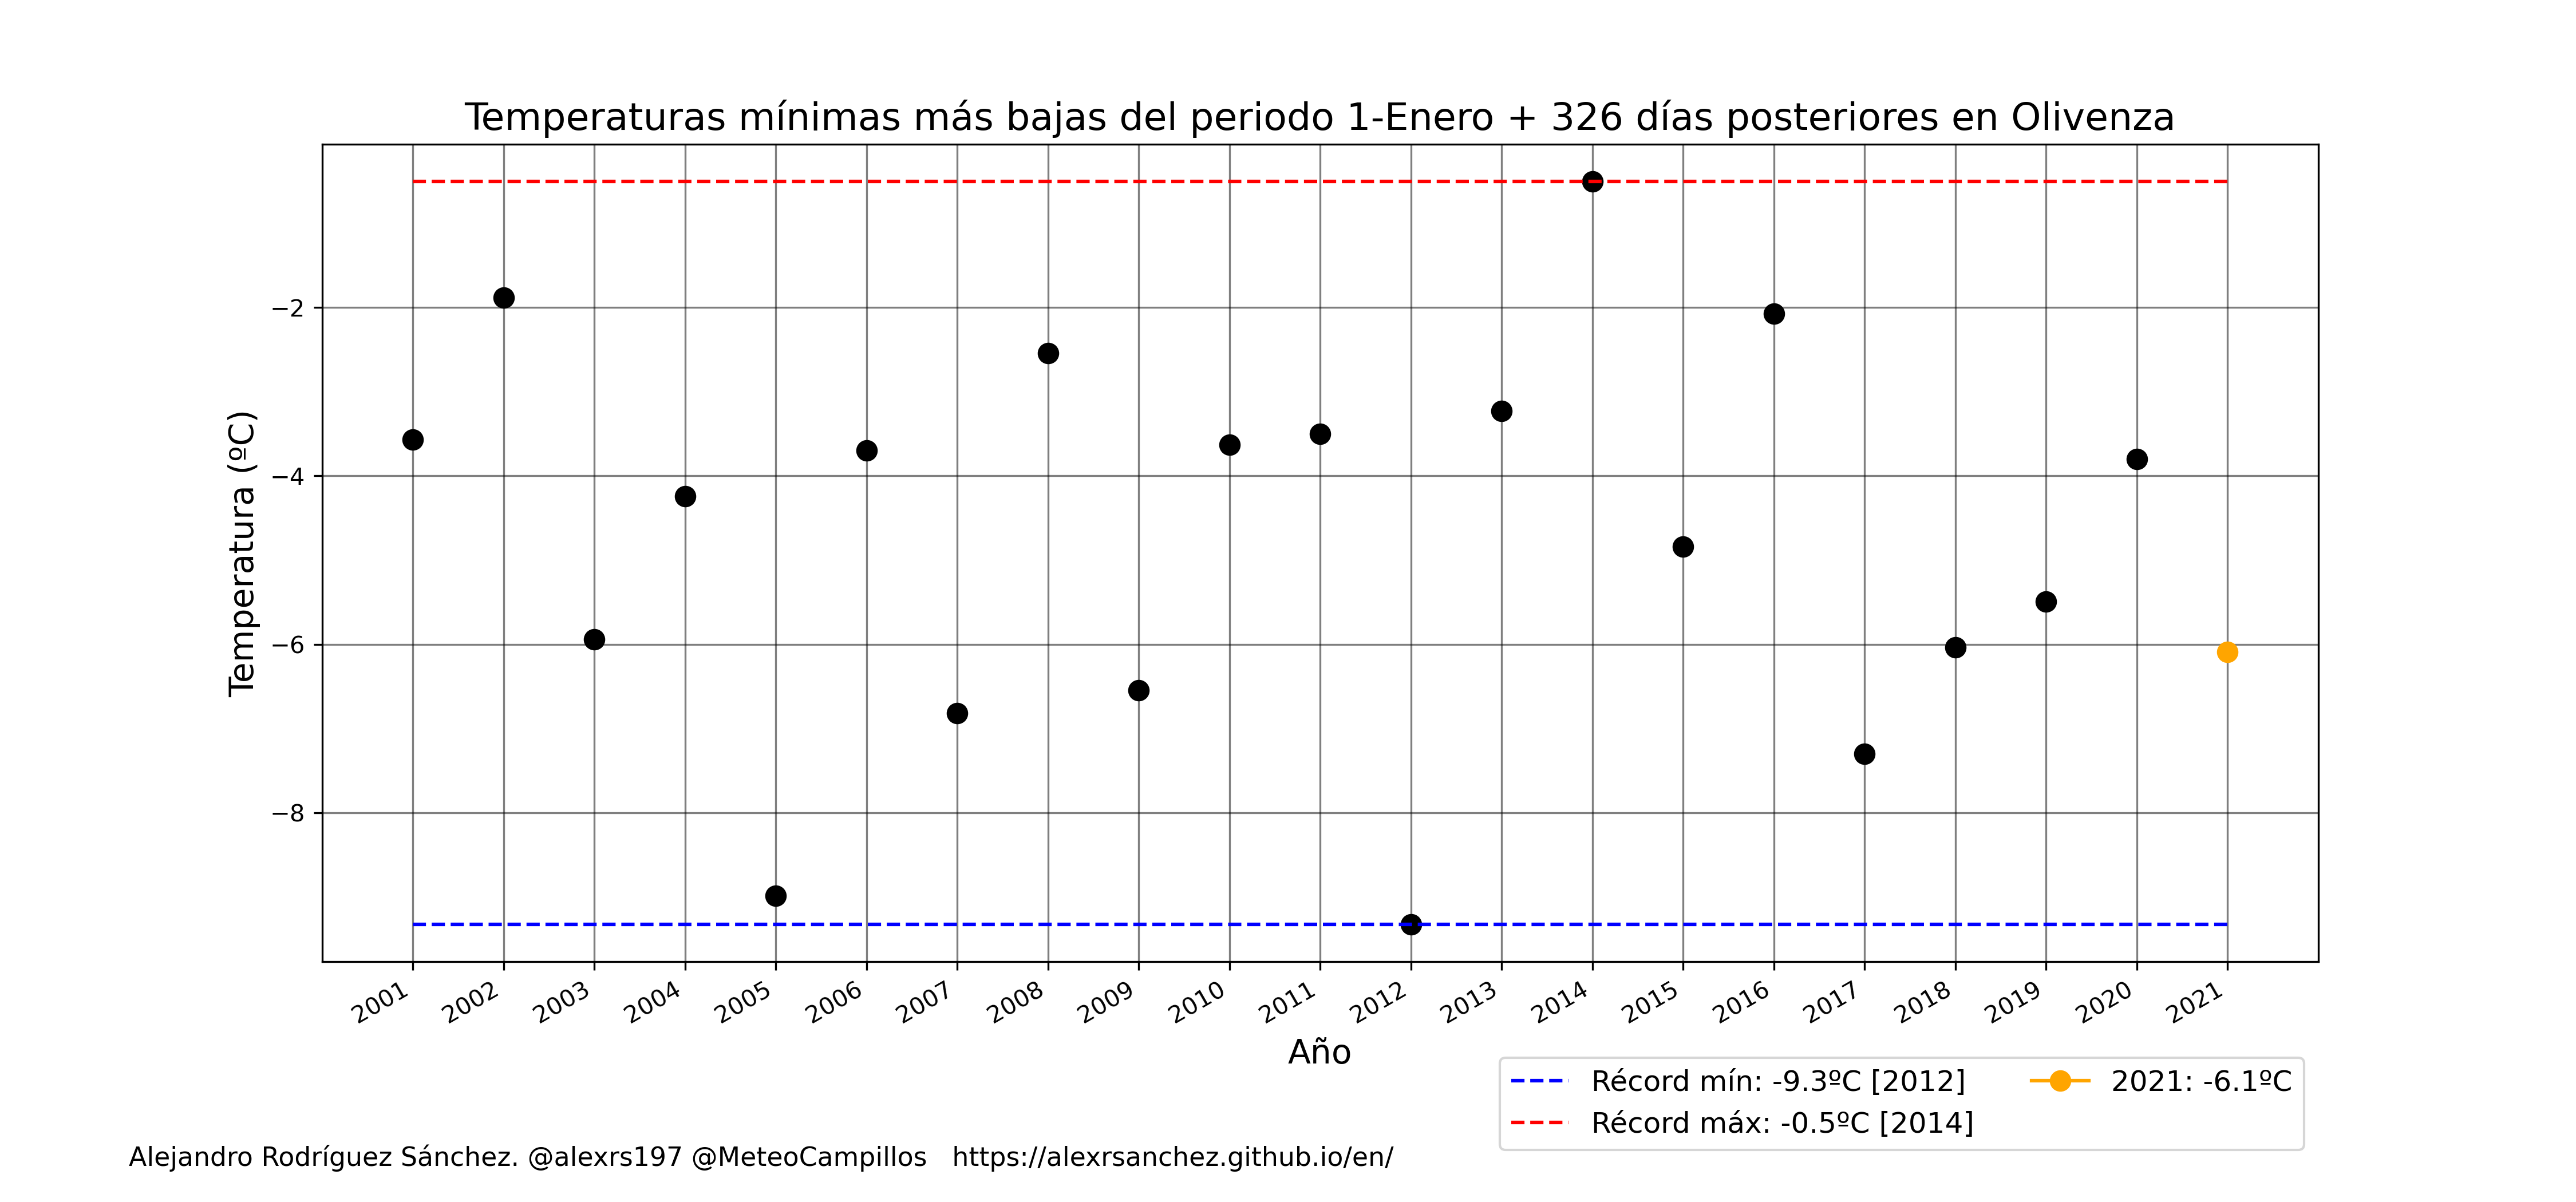 Temperaturas mínimas más bajas del periodo 1-Enero + 326 días posteriores en Olivenza
Temperatura (ºC)
−2
−4
−6
−8
2001 2002 2003 2004 2005 2006 2007 2008 2009 2010 2011 2012 2013 2014 2015 2016 2017 2018 2019 2020 2021
Año
Récord mín: -9.3ºC [2012]
Récord máx: -0.5ºC [2014]
2021: -6.1ºC
Alejandro Rodríguez Sánchez. @alexrs197 @MeteoCampillos https://alexrsanchez.github.io/en/